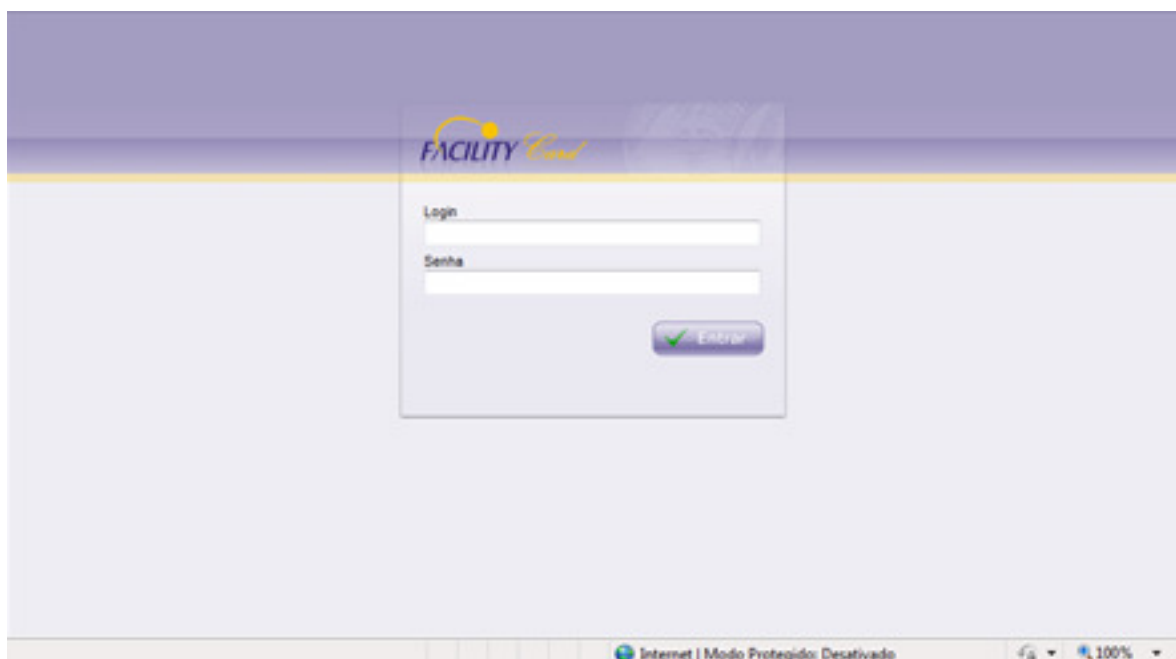 FACILITY Card
Login
Senha
Entrar
Internet | Modo Protegido: Desativado
100%